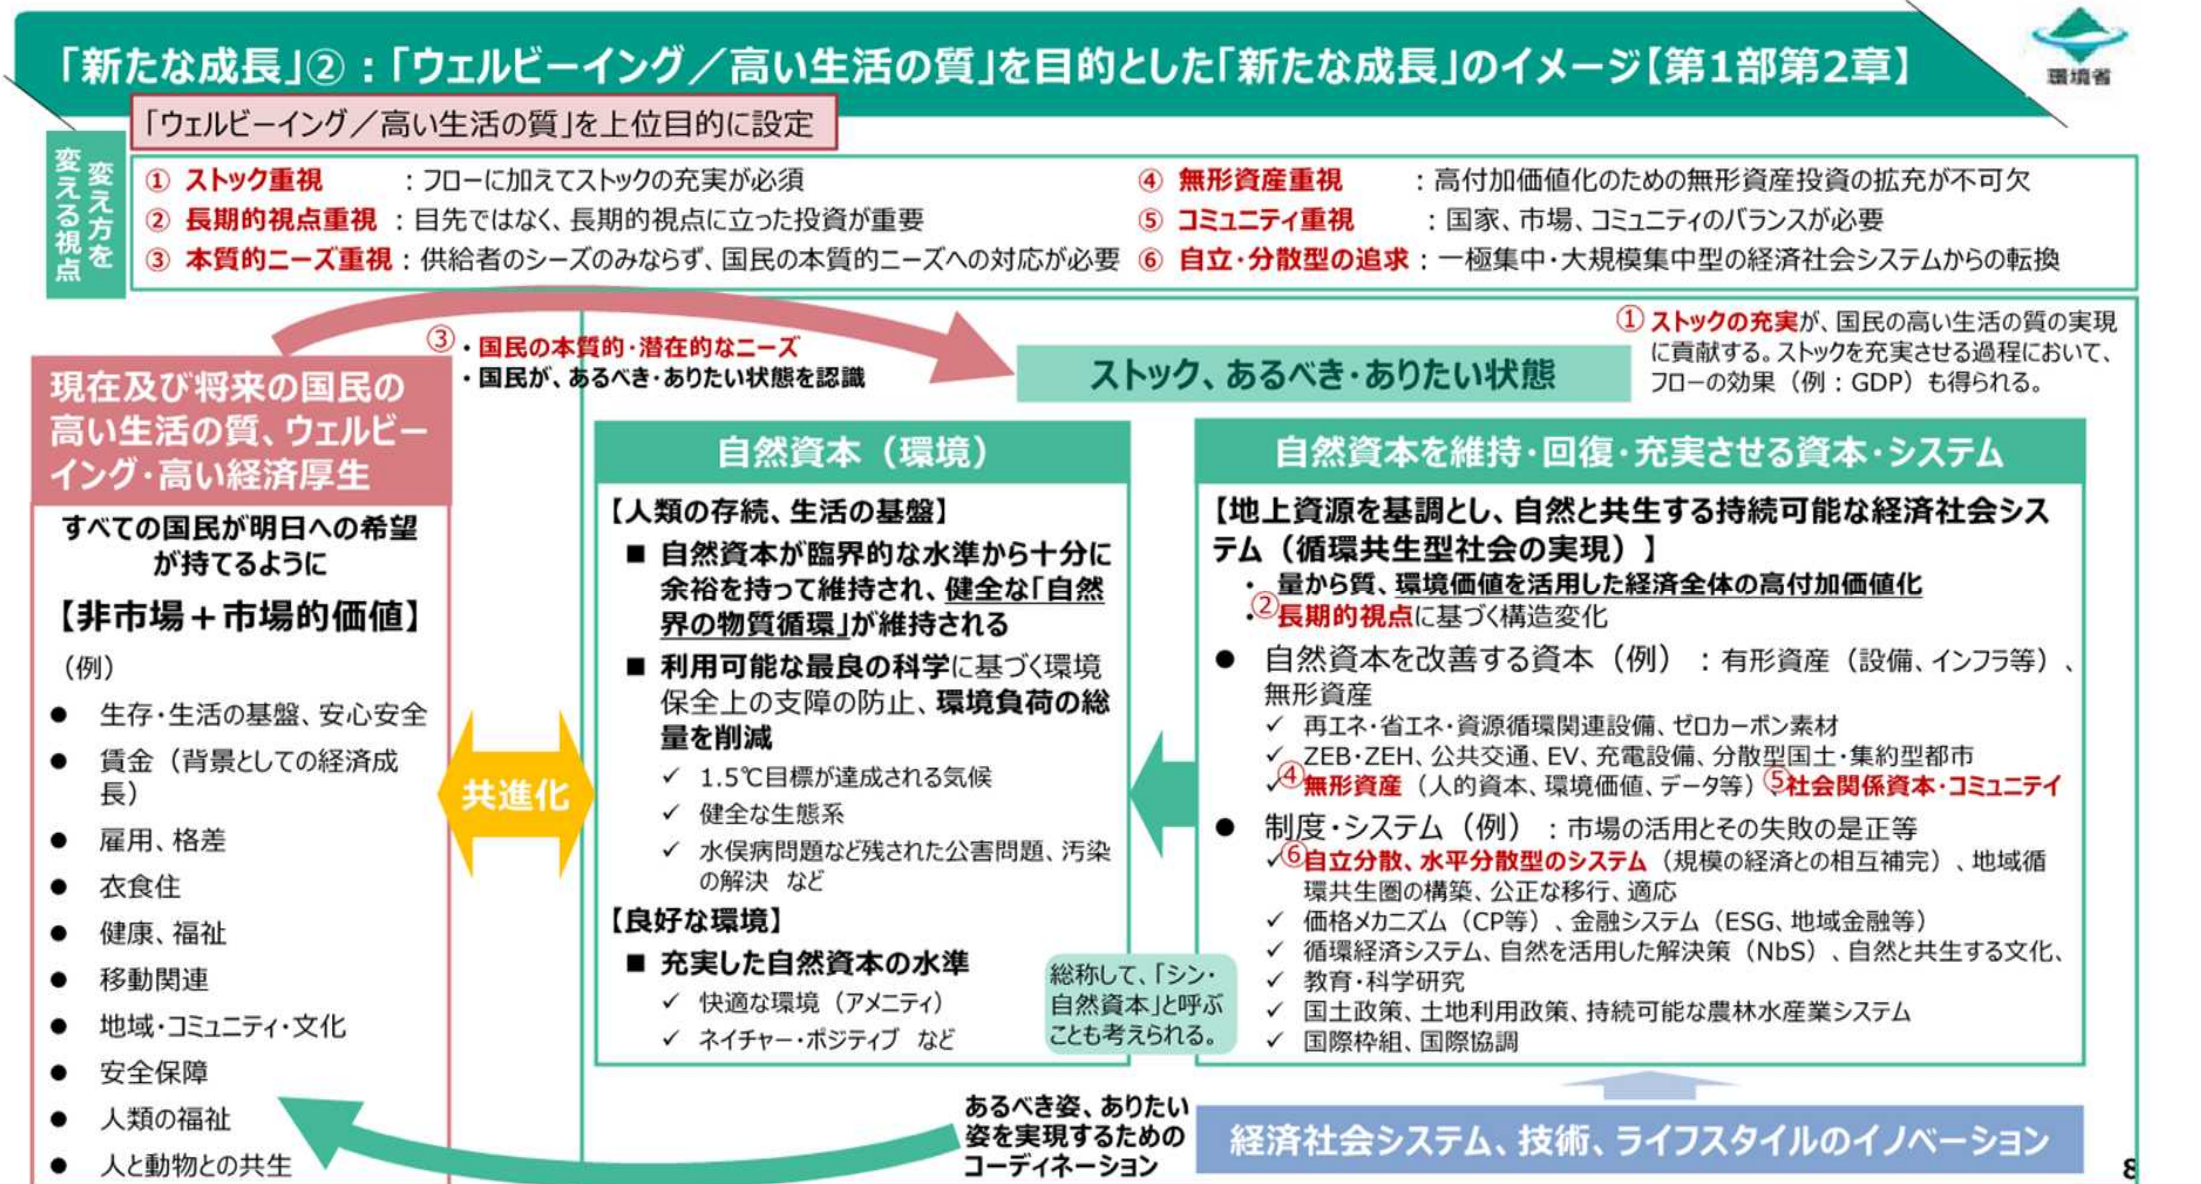 「新たな成長」②：「ウェルビーイング／高い生活の質」を目的とした「新たな成長」のイメージ【第1部第2章】
環境省
「ウェルビーイング／高い生活の質」を上位目的に設定
変え方を
変える視点
① ストック重視 ：フローに加えてストックの充実が必須
② 長期的視点重視 ：目先ではなく、長期的視点に立った投資が重要
③ 本質的ニーズ重視：供給者のシーズのみならず、国民の本質的ニーズへの対応が必要
④ 無形資産重視 ：高付加価値化のための無形資産投資の拡充が不可欠
⑤ コミュニティ重視 ：国家、市場、コミュニティのバランスが必要
⑥ 自立・分散型の追求：一極集中・大規模集中型の経済社会システムからの転換
③・国民の本質的・潜在的なニーズ
・国民が、あるべき・ありたい状態を認識
ストック、あるべき・ありたい状態
①ストックの充実が、国民の高い生活の質の実現
に貢献する。ストックを充実させる過程において、
フローの効果（例：GDP）も得られる。
現在及び将来の国民の
高い生活の質、ウェルビー
イング・高い経済厚生
すべての国民が明日への希望
が持てるように
【非市場＋市場的価値】
（例）
● 生存・生活の基盤、安心安全
● 賃金（背景としての経済成
長）
● 雇用、格差
● 衣食住
● 健康、福祉
● 移動関連
● 地域・コミュニティ・文化
● 安全保障
● 人類の福祉
● 人と動物との共生
共進化
自然資本（環境）
【人類の存続、生活の基盤】
■ 自然資本が臨界的な水準から十分に
余裕を持って維持され、健全な「自然
界の物質循環」が維持される
■ 利用可能な最良の科学に基づく環境
保全上の支障の防止、環境負荷の総
量を削減
✓ 1.5℃目標が達成される気候
✓ 健全な生態系
✓ 水俣病問題など残された公害問題、汚染
の解決 など
【良好な環境】
■ 充実した自然資本の水準
✓ 快適な環境（アメニティ）
✓ ネイチャー・ポジティブ など
総称して、「シン・
自然資本」と呼ぶ
ことも考えられる。
自然資本を維持・回復・充実させる資本・システム
【地上資源を基調とし、自然と共生する持続可能な経済社会シス
テム（循環共生型社会の実現）】
・ 量から質、環境価値を活用した経済全体の高付加価値化
・②長期的視点に基づく構造変化
● 自然資本を改善する資本（例）：有形資産（設備、インフラ等）、
無形資産
✓ 再エネ・省エネ・資源循環関連設備、ゼロカーボン素材
✓ ZEB・ZEH、公共交通、EV、充電設備、分散型国土・集約型都市
✓④無形資産（人的資本、環境価値、データ等）、⑤社会関係資本・コミュニテイ
● 制度・システム（例）：市場の活用とその失敗の是正等
✓⑥自立分散、水平分散型のシステム（規模の経済との相互補完）、地域循
環共生圏の構築、公正な移行、適応
✓ 価格メカニズム（CP等）、金融システム（ESG、地域金融等）
✓ 循環経済システム、自然を活用した解決策（NbS）、自然と共生する文化、
✓ 教育・科学研究
✓ 国土政策、土地利用政策、持続可能な農林水産業システム
✓ 国際枠組、国際協調
あるべき姿、ありたい
姿を実現するための
コーディネーション
経済社会システム、技術、ライフスタイルのイノベーション
8